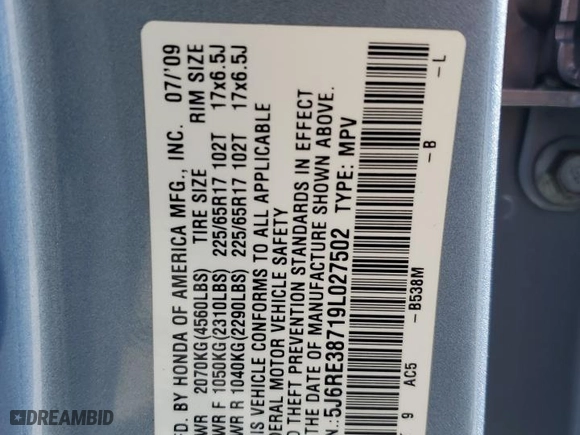 FD. BY HONDA OF AMERICA MFG., INC. 07/'09
WR 2070KG(4560LBS) TIRE SIZE RIM SIZE
WR F 1050KG(2310LBS) 225/65R17 102T 17x6.5J
WR R 1040KG(2290LBS) 225/65R17 102T 17x6.5J
IS VEHICLE CONFORMS TO ALL APPLICABLE
DERAL MOTOR VEHICLE SAFETY
D THEFT PREVENTION STANDARDS IN EFFECT
THE DATE OF MANUFACTURE SHOWN ABOVE.
N.:5J6RE38719L027502 TYPE: MPV
9 AC5 -B538M -B -L
DREAMBID